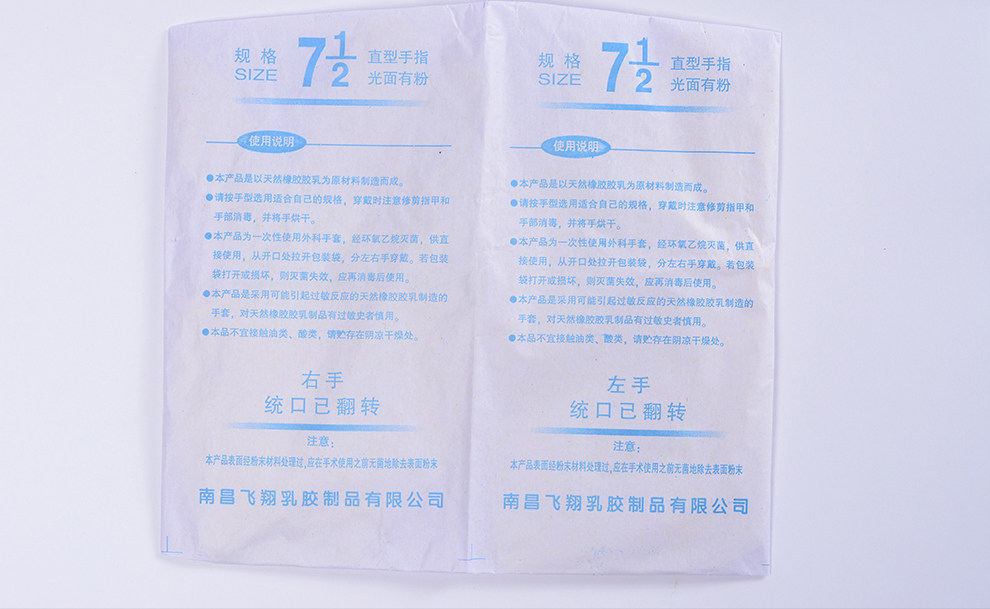 规格 7 1/2 直型手指
SIZE 光面有粉
使用说明
●本产品是以天然橡胶胶乳为原材料制造而成。
●请按手型选用适合自己的规格，穿戴时注意修剪指甲和
手部消毒，并将手烘干。
●本产品为一次性使用外科手套，经环氧乙烷灭菌，供直
接使用，从开口处拉开包装袋，分左右手穿戴。若包装
袋打开或损坏，则灭菌失效，应再消毒后使用。
●本产品是采用可能引起过敏反应的天然橡胶胶乳制造的
手套，对天然橡胶胶乳制品有过敏史者慎用。
●本品不宜接触油类、酸类，请贮存在阴凉干燥处。
右手
统口已翻转
注意：
本产品表面经粉末材料处理过,应在手术使用之前无菌地除去表面粉末
南昌飞翔乳胶制品有限公司
规格 7 1/2 直型手指
SIZE 光面有粉
使用说明
●本产品是以天然橡胶胶乳为原材料制造而成。
●请按手型选用适合自己的规格，穿戴时注意修剪指甲和
手部消毒，并将手烘干。
●本产品为一次性使用外科手套，经环氧乙烷灭菌，供直
接使用，从开口处拉开包装袋，分左右手穿戴。若包装
袋打开或损坏，则灭菌失效，应再消毒后使用。
●本产品是采用可能引起过敏反应的天然橡胶胶乳制造的
手套，对天然橡胶胶乳制品有过敏史者慎用。
●本品不宜接触油类、酸类，请贮存在阴凉干燥处。
左手
统口已翻转
注意：
本产品表面经粉末材料处理过,应在手术使用之前无菌地除去表面粉末
南昌飞翔乳胶制品有限公司